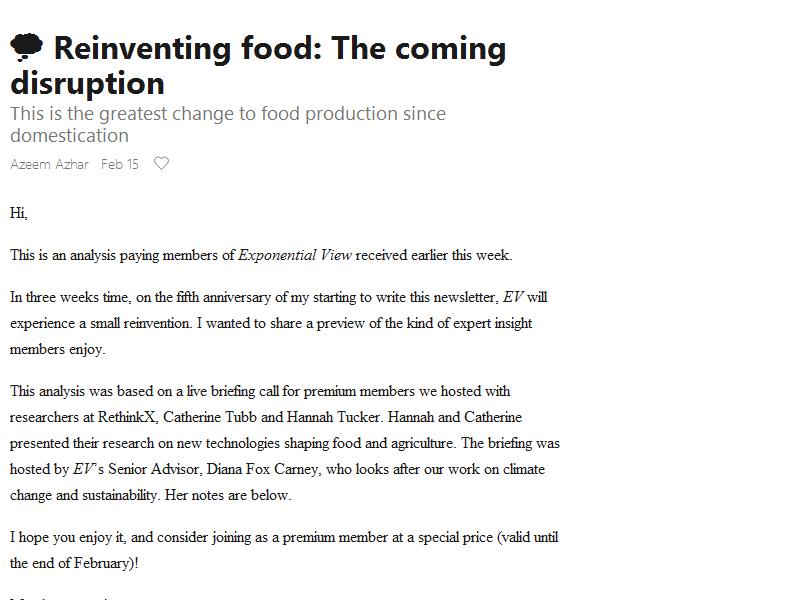 Reinventing food: The coming
disruption
This is the greatest change to food production since
domestication
Azeem Azhar Feb 15
Hi,
This is an analysis paying members of Exponential View received earlier this week.
In three weeks time, on the fifth anniversary of my starting to write this newsletter, EV will
experience a small reinvention. I wanted to share a preview of the kind of expert insight
members enjoy.
This analysis was based on a live briefing call for premium members we hosted with
researchers at RethinkX, Catherine Tubb and Hannah Tucker. Hannah and Catherine
presented their research on new technologies shaping food and agriculture. The briefing was
hosted by EV's Senior Advisor, Diana Fox Carney, who looks after our work on climate
change and sustainability. Her notes are below.
I hope you enjoy it, and consider joining as a premium member at a special price (valid until
the end of February)!